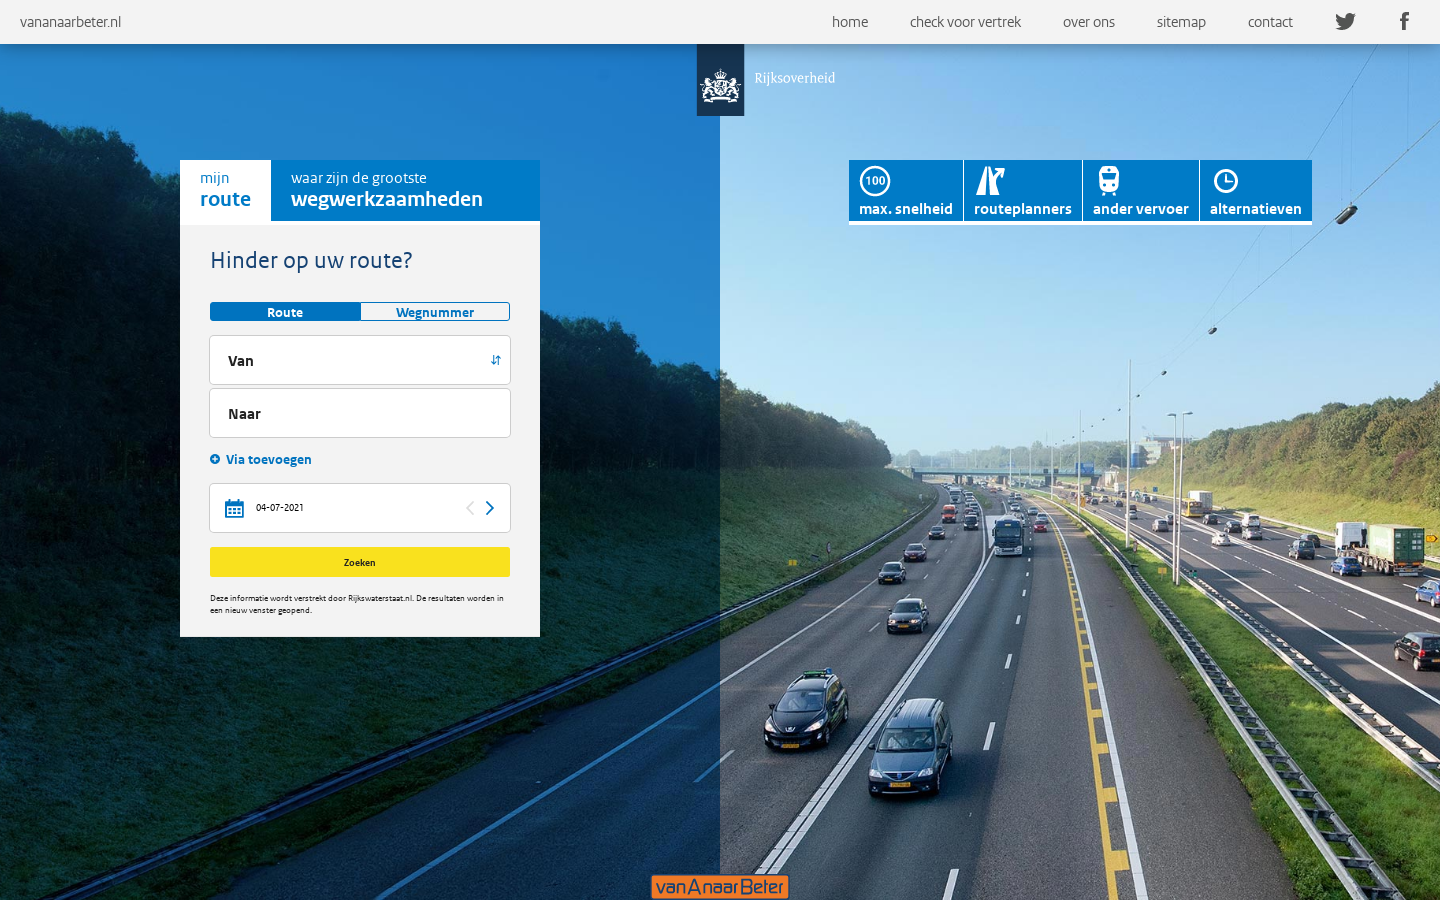 vananaarbeter.nl
home
check voor vertrek
over ons
sitemap
contact
Rijksoverheid
mijn
route
waar zijn de grootste
wegwerkzaamheden
100
max. snelheid
routeplanners
ander vervoer
alternatieven
Hinder op uw route?
Route
Wegnummer
Van
Naar
Via toevoegen
04-07-2021
Zoeken
Deze informatie wordt verstrekt door Rijkswaterstaat.nl. De resultaten worden in
een nieuw venster geopend.
vanAnaarBeter